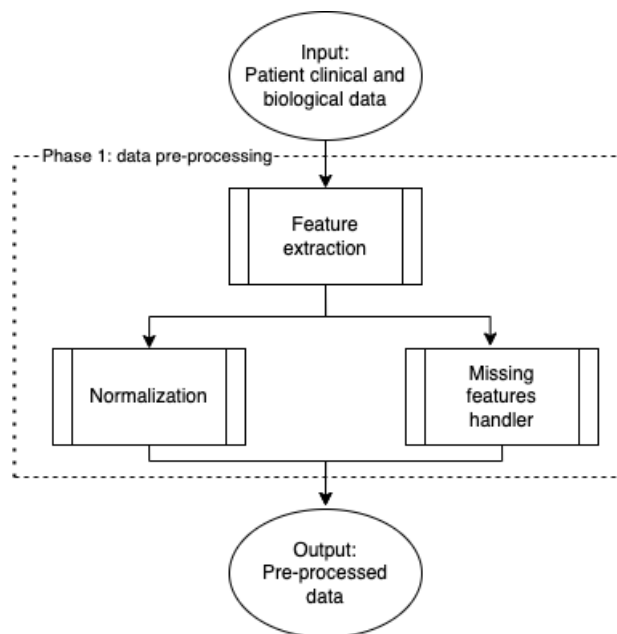 Input:
Patient clinical and
biological data
Phase 1: data pre-processing
Feature
extraction
Normalization
Missing
features
handler
Output:
Pre-processed
data